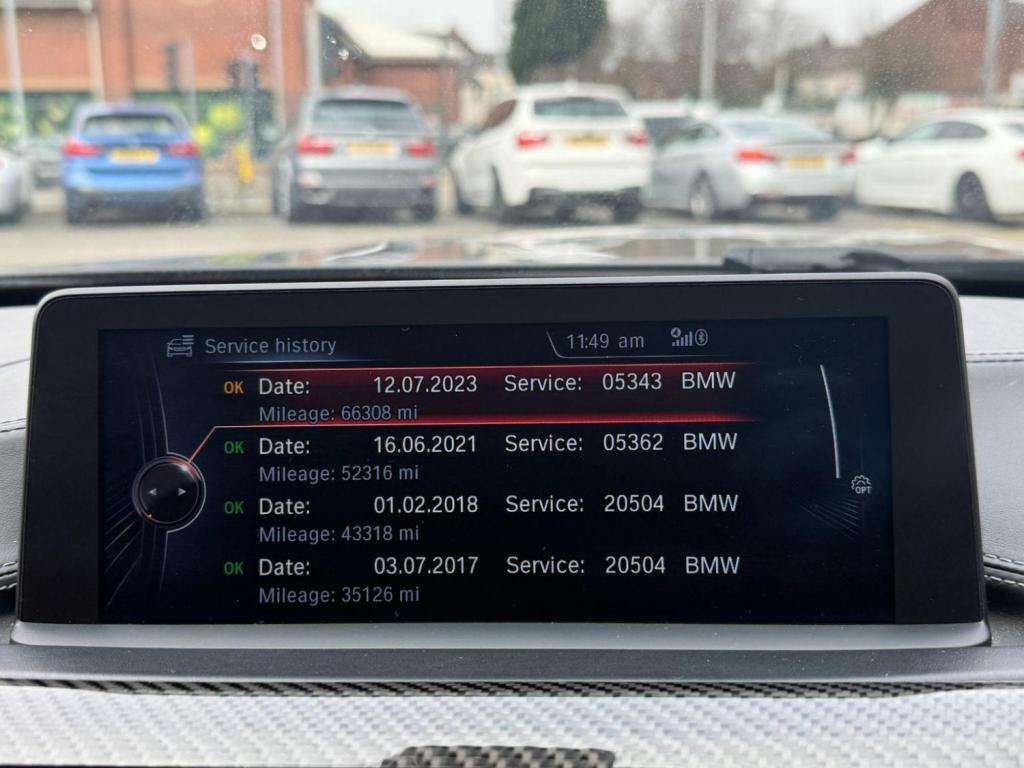 Service history 11:49 am
OK Date: 12.07.2023 Service: 05343 BMW
Mileage: 66308 mi
OK Date: 16.06.2021 Service: 05362 BMW
Mileage: 52316 mi
OK Date: 01.02.2018 Service: 20504 BMW
Mileage: 43318 mi
OPT
OK Date: 03.07.2017 Service: 20504 BMW
Mileage: 35126 mi